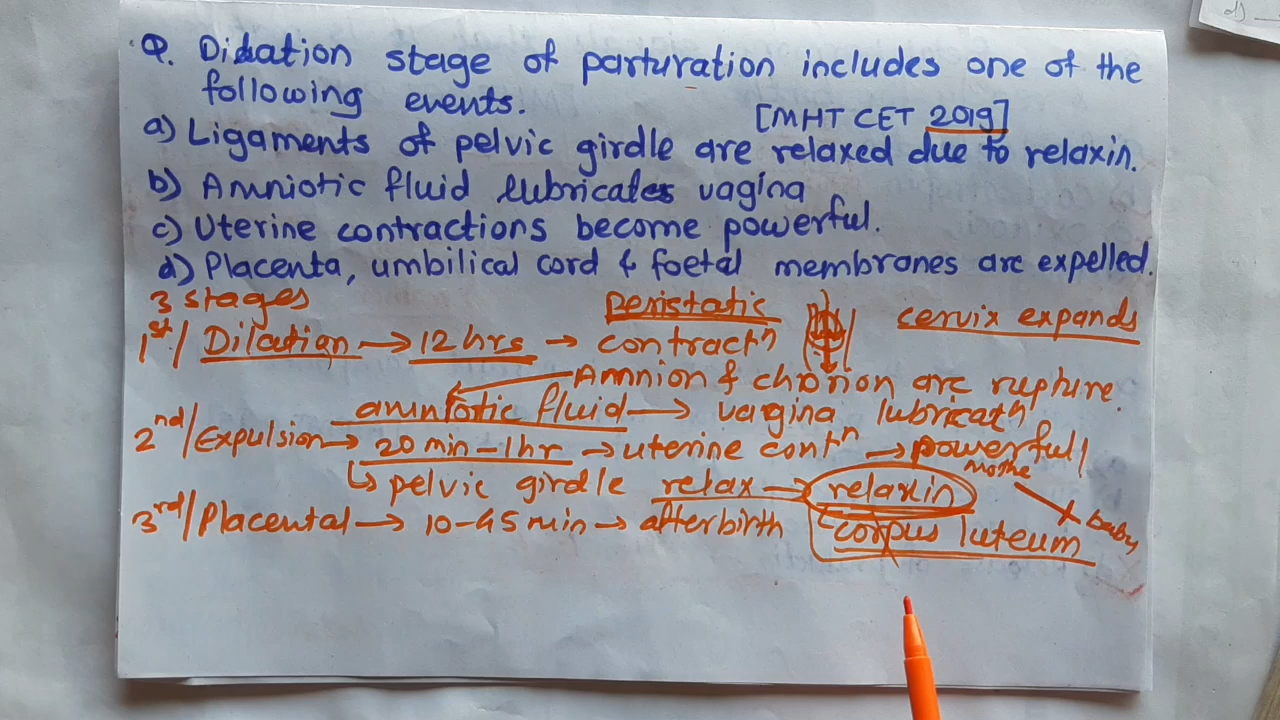 Q. Dilation stage of parturation includes one of the
following events.
[MHT CET 2019]
a) Ligaments of pelvic girdle are relaxed due to relaxin.
b) Amniotic fluid lubricates vagina
c) Uterine contractions become powerful.
d) Placenta, umbilical cord & foetal membranes are expelled.
3 stages
1st/ Dilation → 12 hrs → peristatic contractn cervix expands
Amnion & chorion are rupture.
amniotic fluid → vagina lubricatn
2nd/Expulsion → 20 min - 1hr → uterine contn → powerful/
↳ pelvic girdle relax → relaxin
mothe
baby
3rd/Placental → 10-45 min → afterbirth
corpus luteum
d)